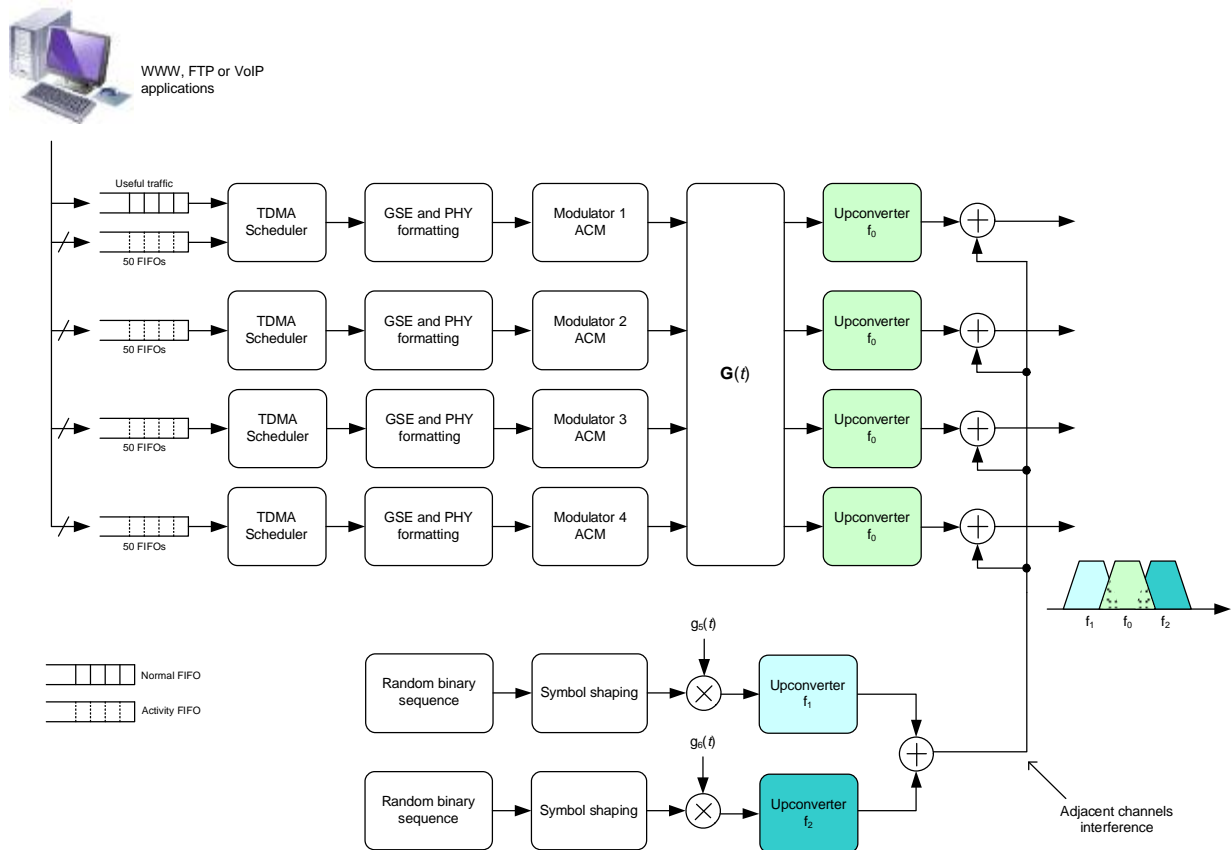 WWW, FTP or VoIP
applications
Useful traffic
50 FIFOs
TDMA
Scheduler
GSE and PHY
formatting
Modulator 1
ACM
G(t)
Upconverter
f₀
50 FIFOs
TDMA
Scheduler
GSE and PHY
formatting
Modulator 2
ACM
Upconverter
f₀
50 FIFOs
TDMA
Scheduler
GSE and PHY
formatting
Modulator 3
ACM
Upconverter
f₀
50 FIFOs
TDMA
Scheduler
GSE and PHY
formatting
Modulator 4
ACM
Upconverter
f₀
f₁ f₀ f₂
Normal FIFO
Activity FIFO
Random binary
sequence
Symbol shaping
g₅(t)
Upconverter
f₁
Random binary
sequence
Symbol shaping
g₆(t)
Upconverter
f₂
Adjacent channels
interference